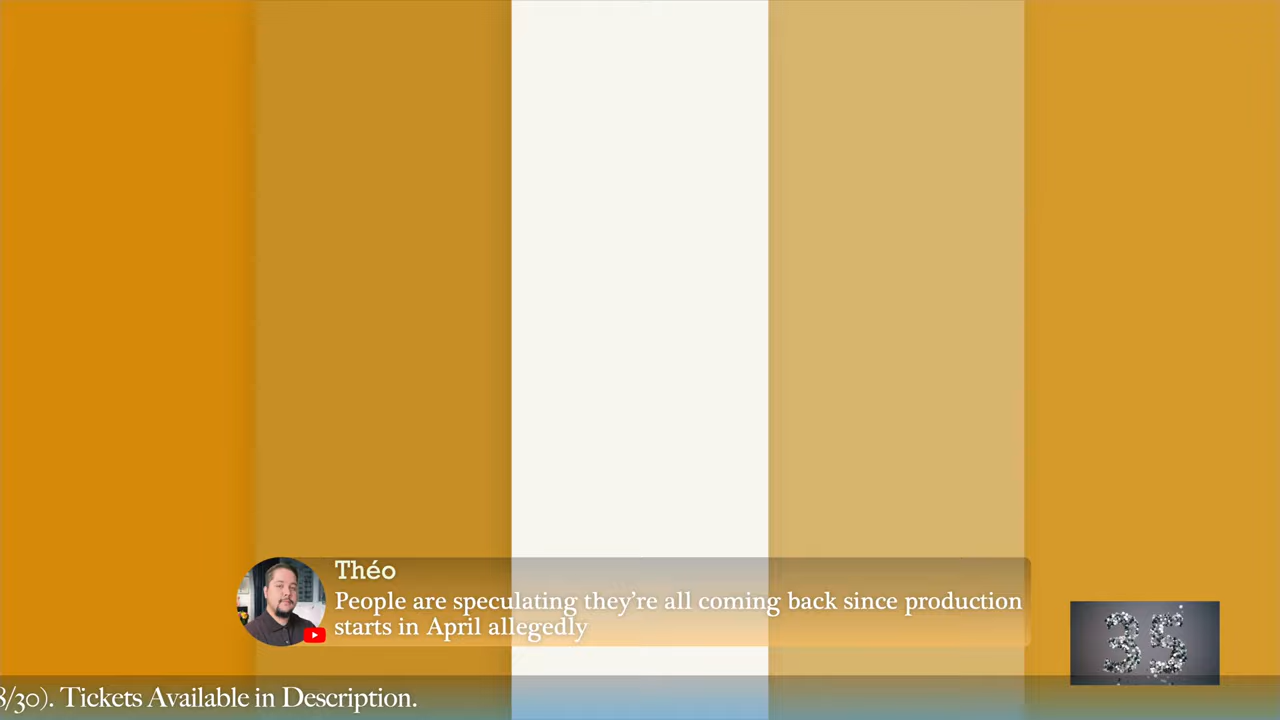 Théo
People are speculating they're all coming back since production
starts in April allegedly
35
8/30). Tickets Available in Description.